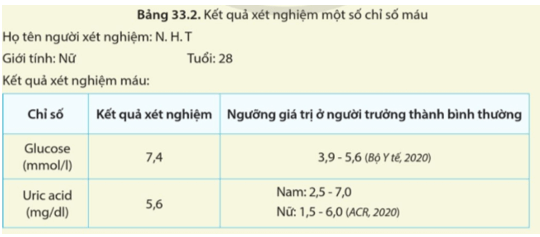 Bảng 33.2. Kết quả xét nghiệm một số chỉ số máu
Họ tên người xét nghiệm: N. H. T
Giới tính: Nữ Tuổi: 28
Kết quả xét nghiệm máu:
Chỉ số Kết quả xét nghiệm Ngưỡng giá trị ở người trưởng thành bình thường
Glucose
(mmol/l) 7,4 3,9 - 5,6 (Bộ Y tế, 2020)
Uric acid
(mg/dl) 5,6 Nam: 2,5 - 7,0
Nữ: 1,5 - 6,0 (ACR, 2020)